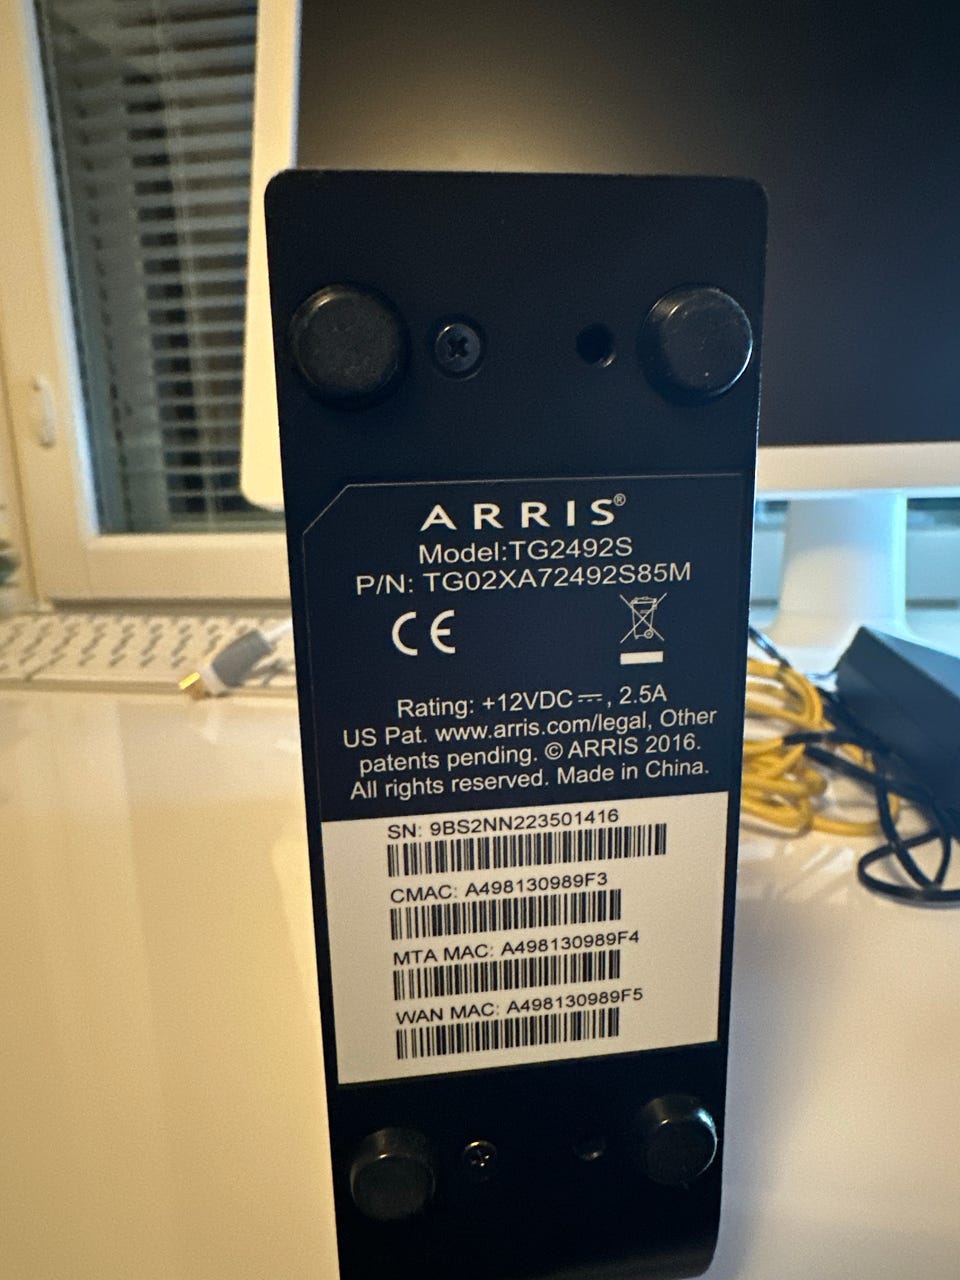 ARRIS®
Model:TG2492S
P/N: TG02XA72492S85M
CE
Rating: +12VDC⎓, 2.5A
US Pat. www.arris.com/legal, Other
patents pending. © ARRIS 2016.
All rights reserved. Made in China.
SN: 9BS2NN223501416
CMAC: A498130989F3
MTA MAC: A498130989F4
WAN MAC: A498130989F5